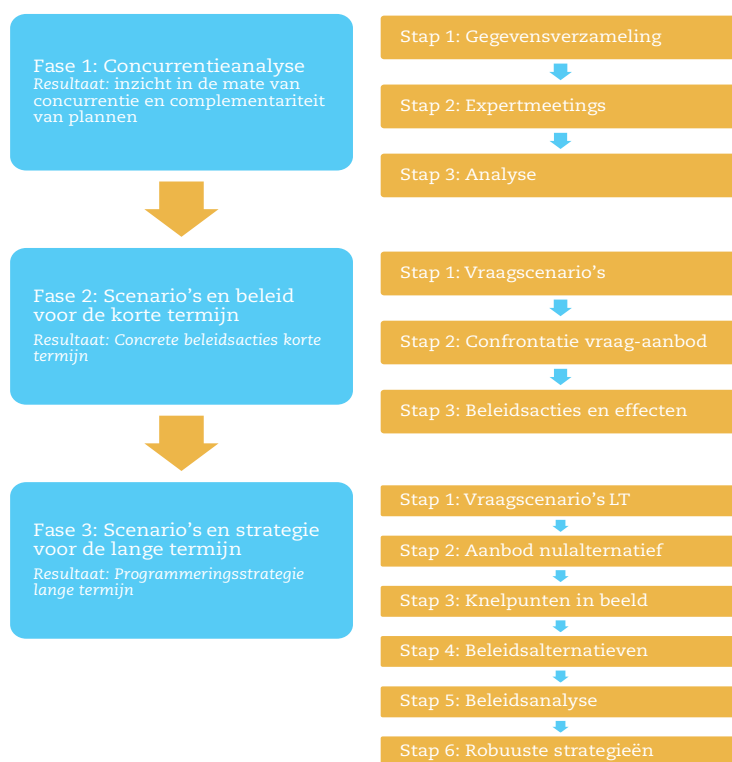 Fase 1: Concurrentieanalyse
Resultaat: inzicht in de mate van
concurrentie en complementariteit
van plannen
Stap 1: Gegevensverzameling
Stap 2: Expertmeetings
Stap 3: Analyse
Fase 2: Scenario's en beleid
voor de korte termijn
Resultaat: Concrete beleidsacties korte
termijn
Stap 1: Vraagscenario's
Stap 2: Confrontatie vraag-aanbod
Stap 3: Beleidsacties en effecten
Fase 3: Scenario's en strategie
voor de lange termijn
Resultaat: Programmeringsstrategie
lange termijn
Stap 1: Vraagscenario's LT
Stap 2: Aanbod nulalternatief
Stap 3: Knelpunten in beeld
Stap 4: Beleidsalternatieven
Stap 5: Beleidsanalyse
Stap 6: Robuuste strategieën